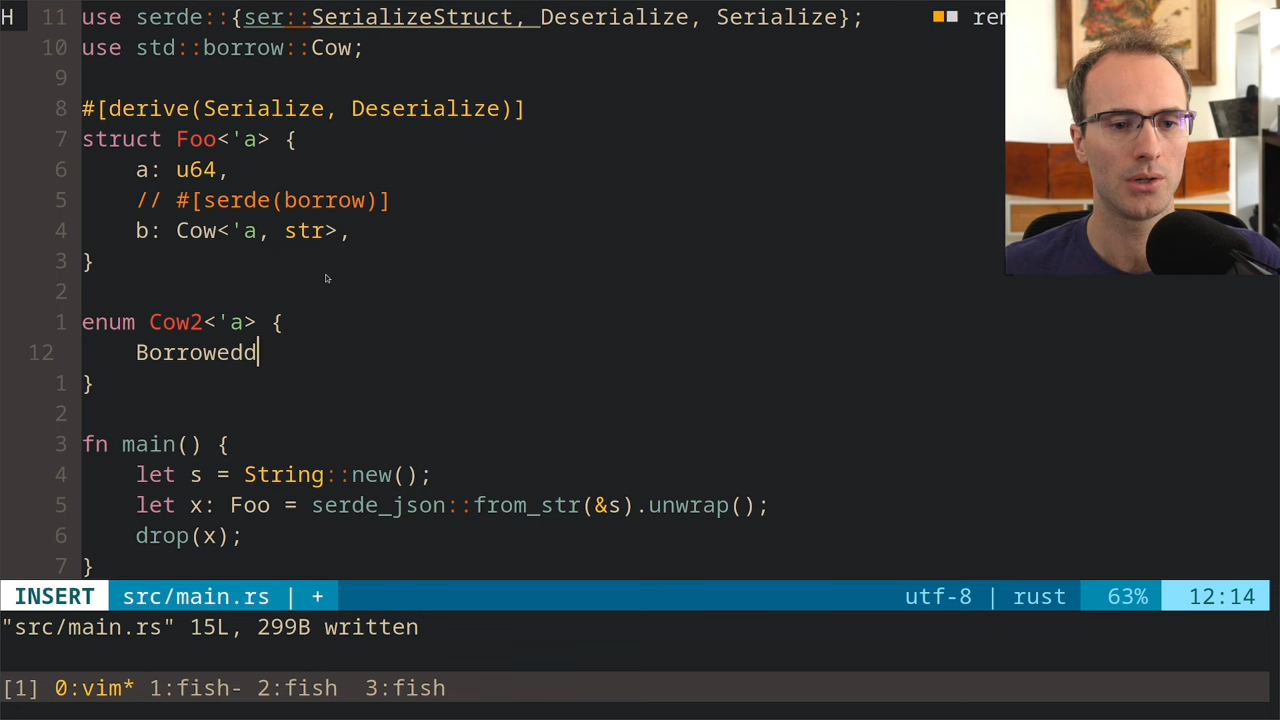 H 11 use serde::{ser::SerializeStruct, Deserialize, Serialize};
10 use std::borrow::Cow;
9
8 #[derive(Serialize, Deserialize)]
7 struct Foo<'a> {
6 a: u64,
5 // #[serde(borrow)]
4 b: Cow<'a, str>,
3 }
2
1 enum Cow2<'a> {
12 Borrowedd
1 }
2
3 fn main() {
4 let s = String::new();
5 let x: Foo = serde_json::from_str(&s).unwrap();
6 drop(x);
7 }
INSERT src/main.rs | + utf-8 | rust 63% 12:14
"src/main.rs" 15L, 299B written
[1] 0:vim* 1:fish- 2:fish 3:fish